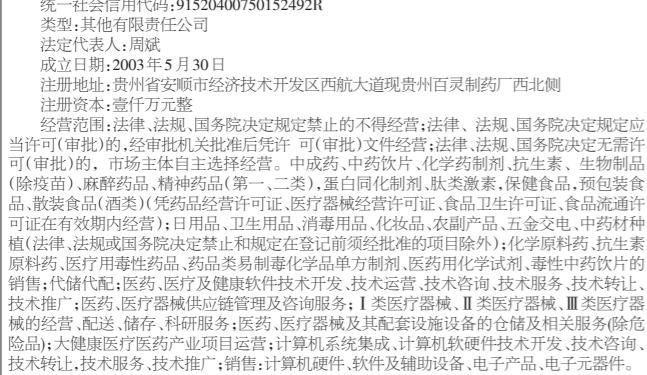 统一社会信用代码:91520400750152492R
类型:其他有限责任公司
法定代表人:周斌
成立日期:2003年5月30日
注册地址:贵州省安顺市经济技术开发区西航大道现贵州百灵制药厂西北侧
注册资本:壹仟万元整
经营范围:法律、法规、国务院决定规定禁止的不得经营;法律、法规、国务院决定规定应
当许可(审批)的,经审批机关批准后凭许 可(审批)文件经营;法律、法规、国务院决定规定无需许
可(审批)的, 市场主体自主选择经营。中成药、中药饮片、化学药制剂、抗生素、生物制品
(除疫苗)、麻醉药品、精神药品(第一、二类),蛋白同化制剂、肽类激素,保健食品,预包装食
品、散装食品(酒类)(凭药品经营许可证、医疗器械经营许可证、食品卫生许可证、食品流通许
可证在有效期内经营);日用品、卫生用品、消毒用品、化妆品、农副产品、五金交电、中药材种
植(法律、法规或国务院决定禁止和规定在登记前须经批准的项目除外);化学原料药、抗生素
原料药、医疗用毒性药品、药品类易制毒化学品单方制剂、医药用化学试剂、毒性中药饮片的
销售;代储代配;医药、医疗及健康软件技术开发、技术运营、技术咨询、技术服务、技术转让、
技术推广;医药、医疗器械供应链管理及咨询服务;Ⅰ类医疗器械、Ⅱ类医疗器械、Ⅲ类医疗器
械的经营、配送、储存、科研服务;医药、医疗器械及其配套设施设备的仓储及相关服务(除危
险品);大健康医疗医药产业项目运营;计算机系统集成、计算机软硬件技术开发、技术咨询、
技术转让,技术服务、技术推广;销售:计算机硬件、软件及辅助设备、电子产品、电子元器件。